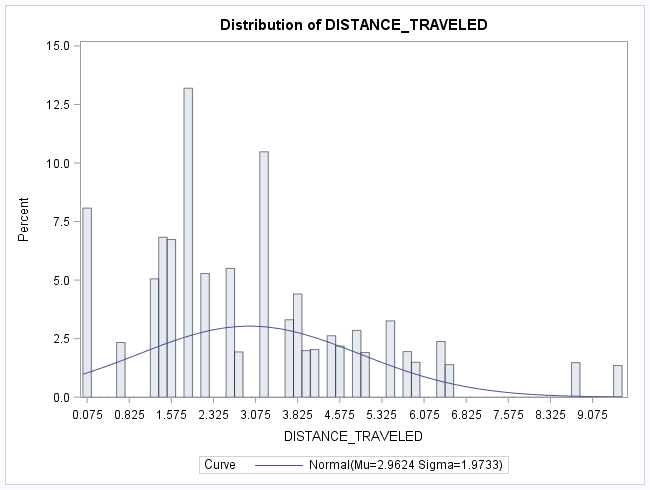 Distribution of DISTANCE_TRAVELED
15.0
12.5
10.0
7.5
5.0
2.5
0.0
Percent
0.075 0.825 1.575 2.325 3.075 3.825 4.575 5.325 6.075 6.825 7.575 8.325 9.075
DISTANCE_TRAVELED
Curve Normal(Mu=2.9624 Sigma=1.9733)